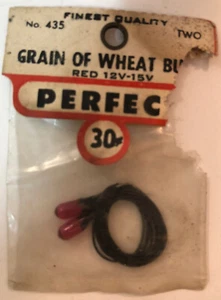 FINEST QUALITY
No. 435 TWO
GRAIN OF WHEAT BU
RED 12V-15V
PERFEC
30¢